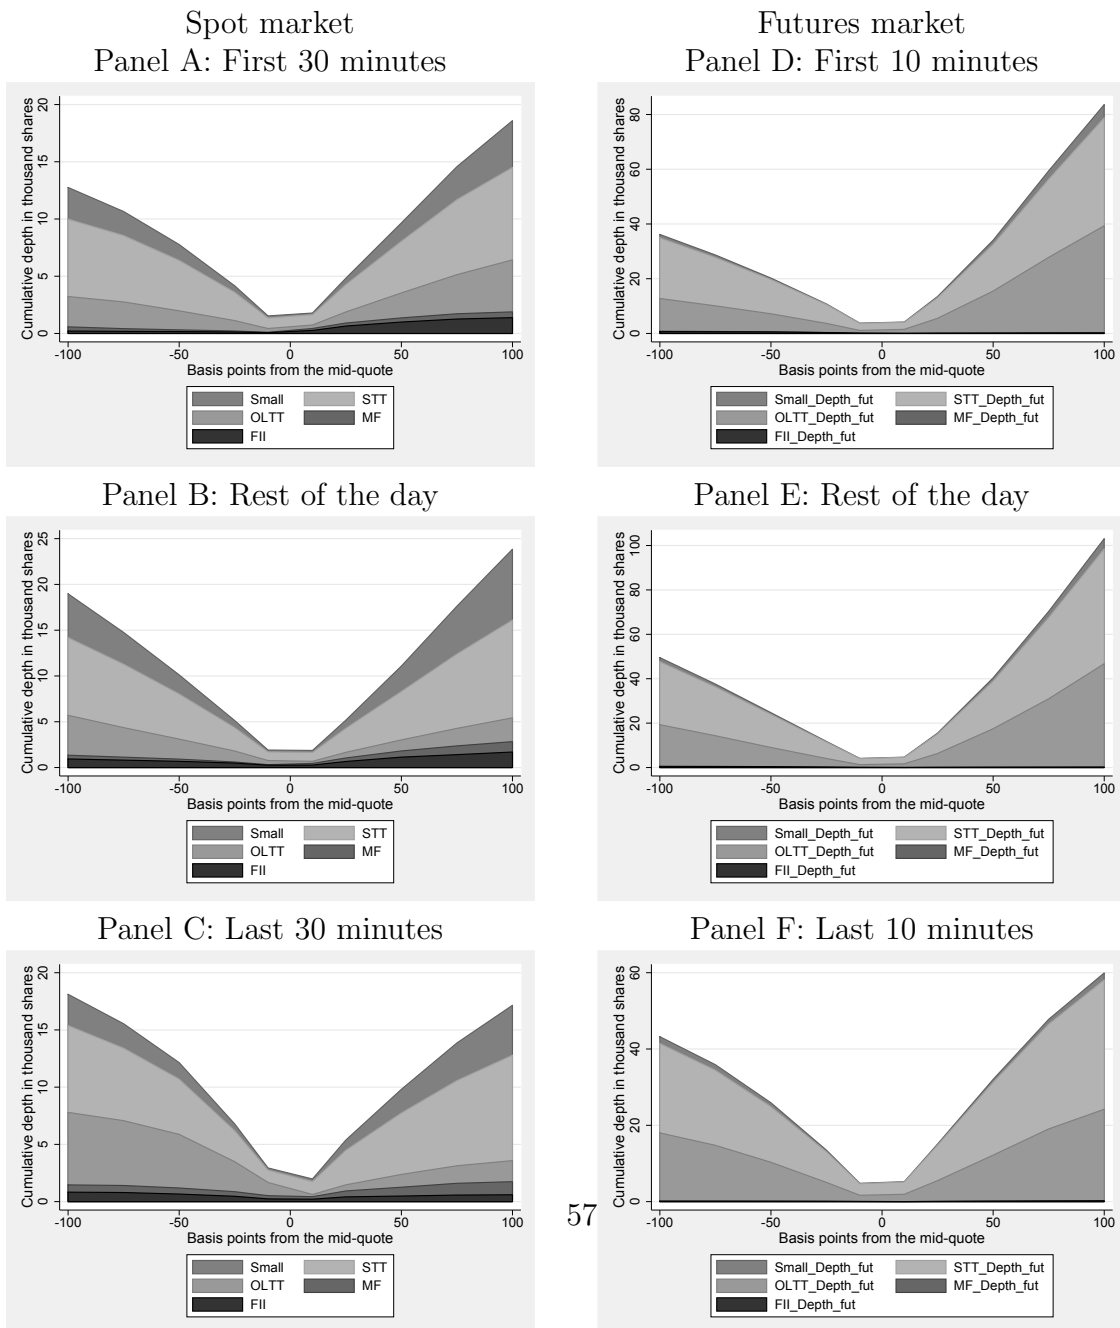 Spot market
Panel A: First 30 minutes
Cumulative depth in thousand shares
20
15
10
5
0
-100 -50 0 50 100
Basis points from the mid-quote
Small STT
OLTT MF
FII
Futures market
Panel D: First 10 minutes
Cumulative depth in thousand shares
80
60
40
20
0
-100 -50 0 50 100
Basis points from the mid-quote
Small_Depth_fut STT_Depth_fut
OLTT_Depth_fut MF_Depth_fut
FII_Depth_fut
Panel B: Rest of the day
Cumulative depth in thousand shares
25
20
15
10
5
0
-100 -50 0 50 100
Basis points from the mid-quote
Small STT
OLTT MF
FII
Panel E: Rest of the day
Cumulative depth in thousand shares
100
80
60
40
20
0
-100 -50 0 50 100
Basis points from the mid-quote
Small_Depth_fut STT_Depth_fut
OLTT_Depth_fut MF_Depth_fut
FII_Depth_fut
Panel C: Last 30 minutes
Cumulative depth in thousand shares
20
15
10
5
0
-100 -50 0 50 100
Basis points from the mid-quote
Small STT
OLTT MF
FII
Panel F: Last 10 minutes
Cumulative depth in thousand shares
60
40
20
0
-100 -50 0 50 100
Basis points from the mid-quote
Small_Depth_fut STT_Depth_fut
OLTT_Depth_fut MF_Depth_fut
FII_Depth_fut
57